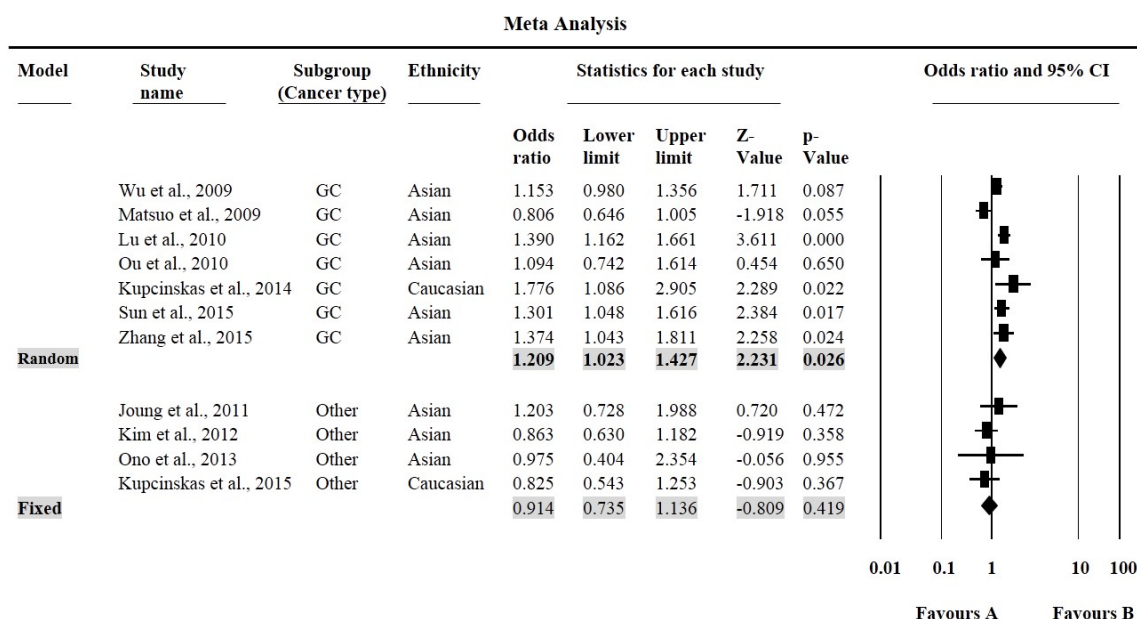 Meta Analysis
Model Study name Subgroup (Cancer type) Ethnicity Statistics for each study Odds ratio and 95% CI
Odds ratio Lower limit Upper limit Z-Value p-Value
Wu et al., 2009 GC Asian 1.153 0.980 1.356 1.711 0.087
Matsuo et al., 2009 GC Asian 0.806 0.646 1.005 -1.918 0.055
Lu et al., 2010 GC Asian 1.390 1.162 1.661 3.611 0.000
Ou et al., 2010 GC Asian 1.094 0.742 1.614 0.454 0.650
Kupcinskas et al., 2014 GC Caucasian 1.776 1.086 2.905 2.289 0.022
Sun et al., 2015 GC Asian 1.301 1.048 1.616 2.384 0.017
Zhang et al., 2015 GC Asian 1.374 1.043 1.811 2.258 0.024
Random 1.209 1.023 1.427 2.231 0.026
Joung et al., 2011 Other Asian 1.203 0.728 1.988 0.720 0.472
Kim et al., 2012 Other Asian 0.863 0.630 1.182 -0.919 0.358
Ono et al., 2013 Other Asian 0.975 0.404 2.354 -0.056 0.955
Kupcinskas et al., 2015 Other Caucasian 0.825 0.543 1.253 -0.903 0.367
Fixed 0.914 0.735 1.136 -0.809 0.419
0.01 0.1 1 10 100
Favours A Favours B